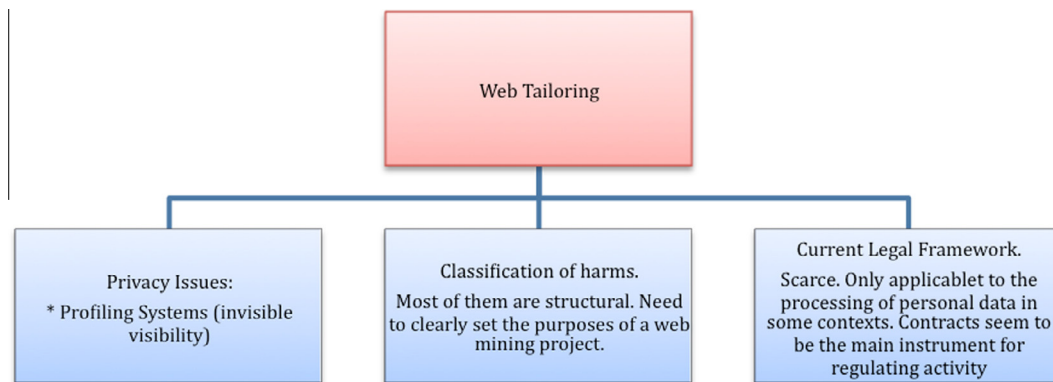 Web Tailoring
Privacy Issues:
* Profiling Systems (invisible
visibility)
Classification of harms.
Most of them are structural. Need
to clearly set the purposes of a web
mining project.
Current Legal Framework.
Scarce. Only applicablet to the
processing of personal data in
some contexts. Contracts seem to
be the main instrument for
regulating activity